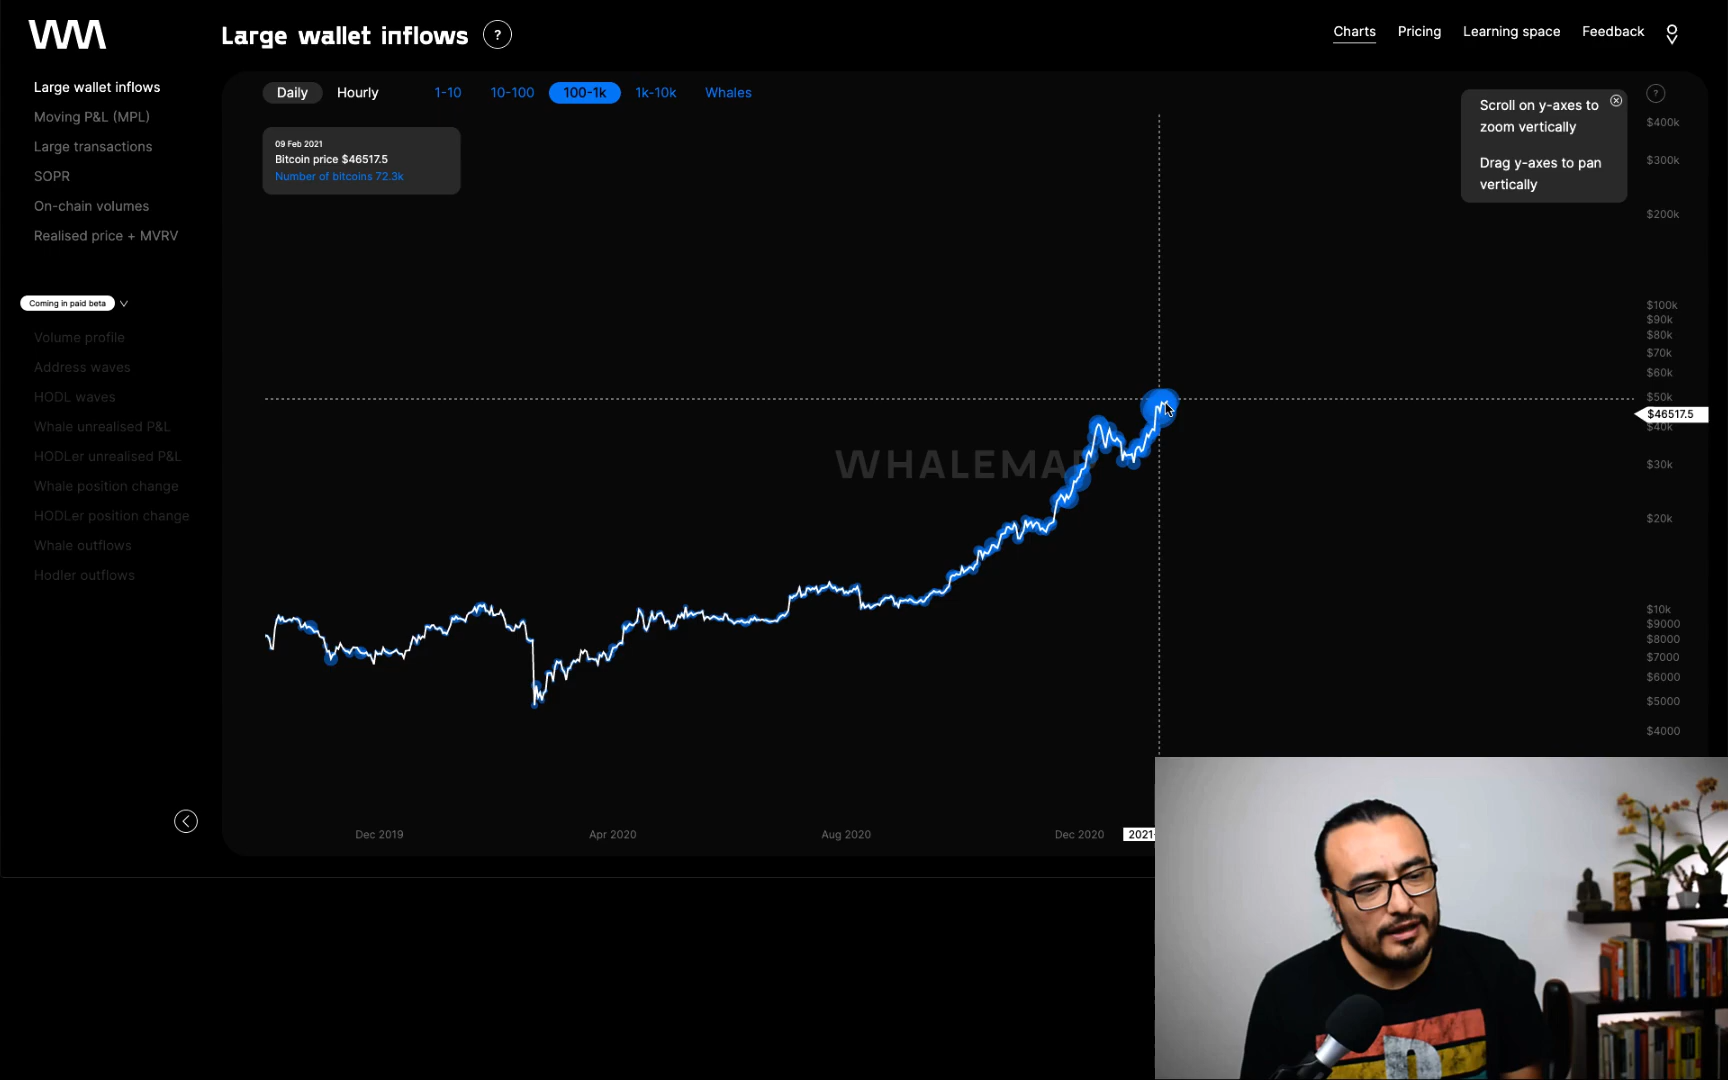 WM
Large wallet inflows ?
Charts Pricing Learning space Feedback
Large wallet inflows
Moving P&L (MPL)
Large transactions
SOPR
On-chain volumes
Realised price + MVRV
Coming in paid beta
Volume profile
Address waves
HODL waves
Whale unrealised P&L
HODLer unrealised P&L
Whale position change
HODLer position change
Whale outflows
Hodler outflows
Daily Hourly 1-10 10-100 100-1k 1k-10k Whales
09 Feb 2021
Bitcoin price $46517.5
Number of bitcoins 72.3k
Scroll on y-axes to
zoom vertically
Drag y-axes to pan
vertically
?
$400k
$300k
$200k
$100k
$90k
$80k
$70k
$60k
$50k
$46517.5
$40k
$30k
$20k
$10k
$9000
$8000
$7000
$6000
$5000
$4000
WHALEMAP
Dec 2019 Apr 2020 Aug 2020 Dec 2020 2021-